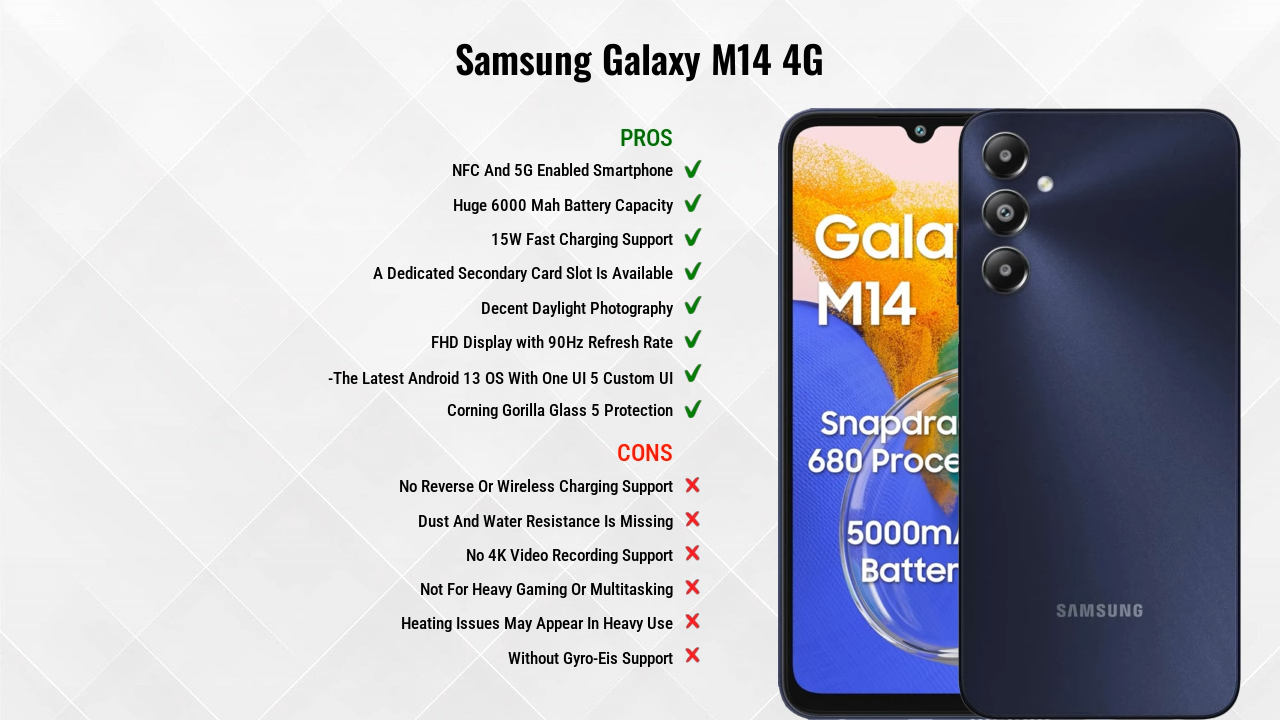 Samsung Galaxy M14 4G
PROS
NFC And 5G Enabled Smartphone
Huge 6000 Mah Battery Capacity
15W Fast Charging Support
A Dedicated Secondary Card Slot Is Available
Decent Daylight Photography
FHD Display with 90Hz Refresh Rate
-The Latest Android 13 OS With One UI 5 Custom UI
Corning Gorilla Glass 5 Protection
CONS
No Reverse Or Wireless Charging Support
Dust And Water Resistance Is Missing
No 4K Video Recording Support
Not For Heavy Gaming Or Multitasking
Heating Issues May Appear In Heavy Use
Without Gyro-Eis Support
Gala
M14
Snapdra
680 Proce
5000m
Batter
SAMSUNG